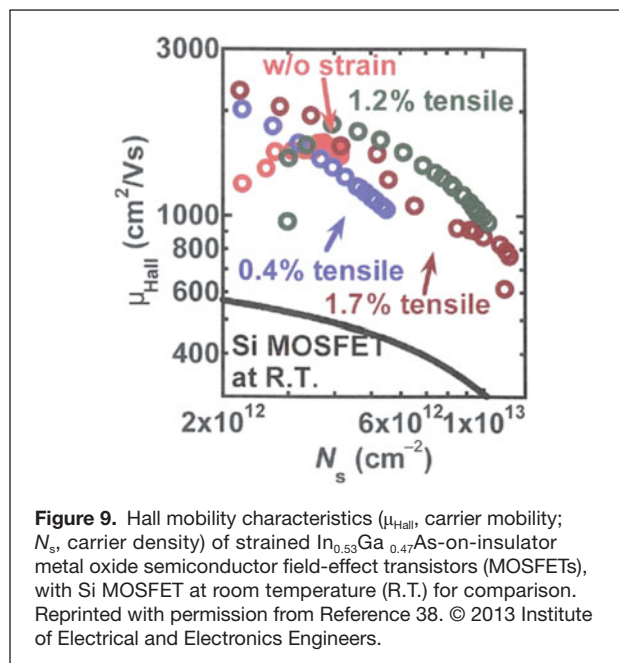 3000
w/o strain
1.2% tensile
μHall (cm²/Vs)
1000
800
600
400
0.4% tensile
1.7% tensile
Si MOSFET
at R.T.
2x10¹² 6x10¹² 1x10¹³
Nₛ (cm⁻²)
Figure 9. Hall mobility characteristics (μHall, carrier mobility;
Nₛ, carrier density) of strained In₀.₅₃Ga ₀.₄₇As-on-insulator
metal oxide semiconductor field-effect transistors (MOSFETs),
with Si MOSFET at room temperature (R.T.) for comparison.
Reprinted with permission from Reference 38. © 2013 Institute
of Electrical and Electronics Engineers.